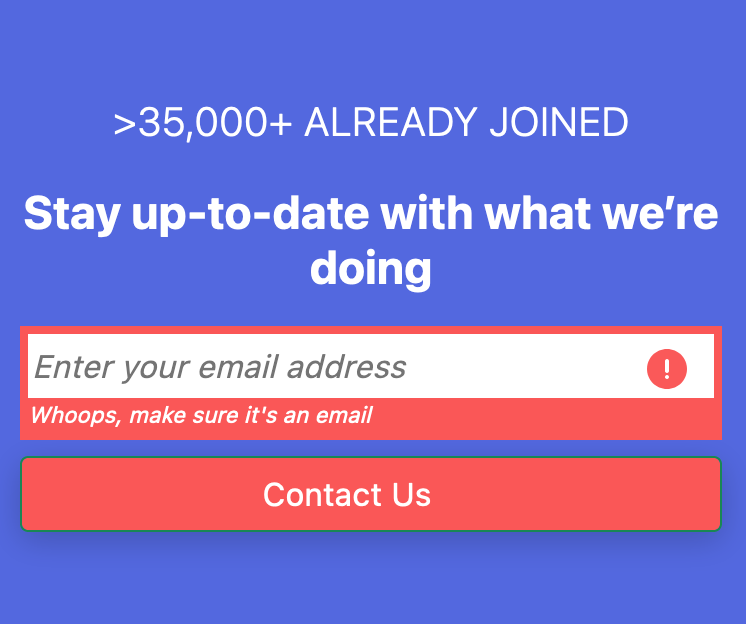 >35,000+ ALREADY JOINED
Stay up-to-date with what we’re
doing
Enter your email address
!
Whoops, make sure it's an email
Contact Us